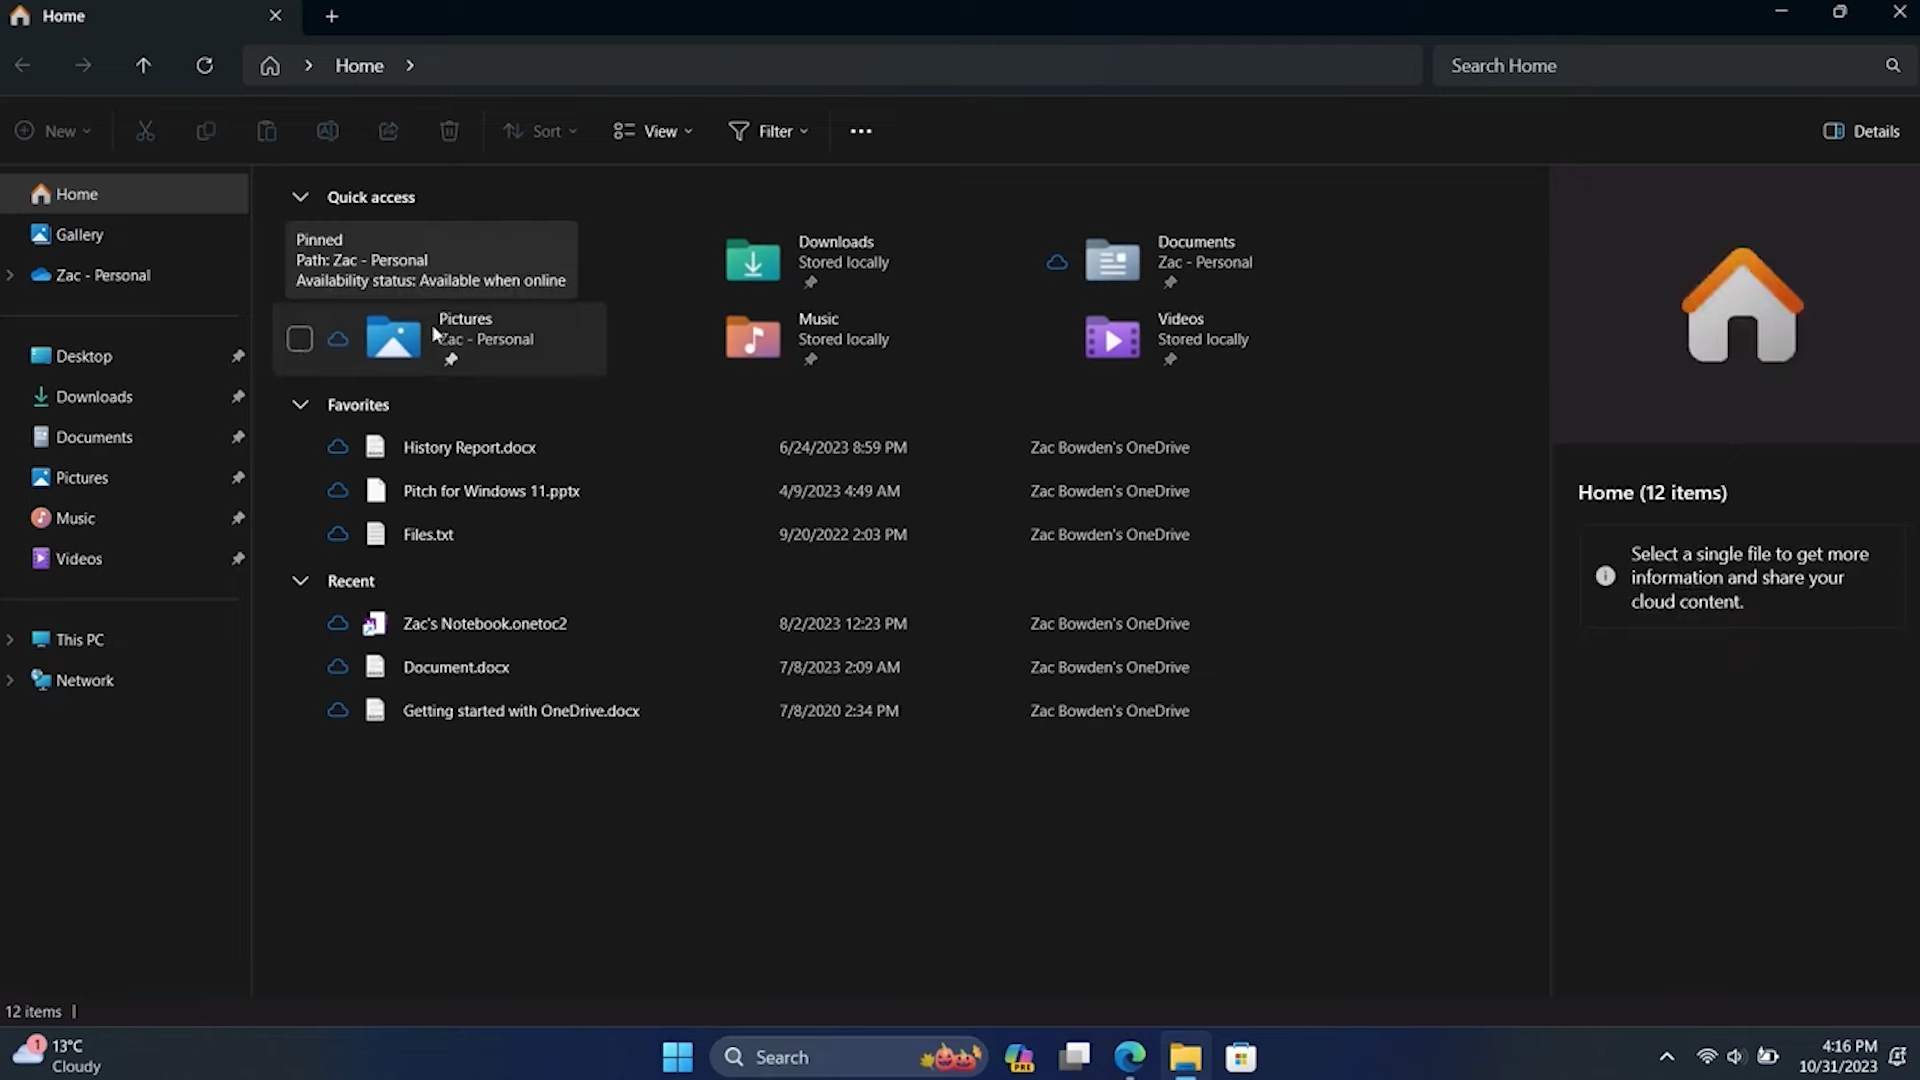 Home
Home
Search Home
New
Sort
View
Filter
Details
Home
Gallery
Zac - Personal
Desktop
Downloads
Documents
Pictures
Music
Videos
This PC
Network
Quick access
Pinned
Path: Zac - Personal
Availability status: Available when online
Downloads
Stored locally
Documents
Zac - Personal
Pictures
Zac - Personal
Music
Stored locally
Videos
Stored locally
Favorites
History Report.docx 6/24/2023 8:59 PM Zac Bowden's OneDrive
Pitch for Windows 11.pptx 4/9/2023 4:49 AM Zac Bowden's OneDrive
Files.txt 9/20/2022 2:03 PM Zac Bowden's OneDrive
Recent
Zac's Notebook.onetoc2 8/2/2023 12:23 PM Zac Bowden's OneDrive
Document.docx 7/8/2023 2:09 AM Zac Bowden's OneDrive
Getting started with OneDrive.docx 7/8/2020 2:34 PM Zac Bowden's OneDrive
Home (12 items)
Select a single file to get more
information and share your
cloud content.
12 items
1
13°C
Cloudy
Search
PRE
4:16 PM
10/31/2023